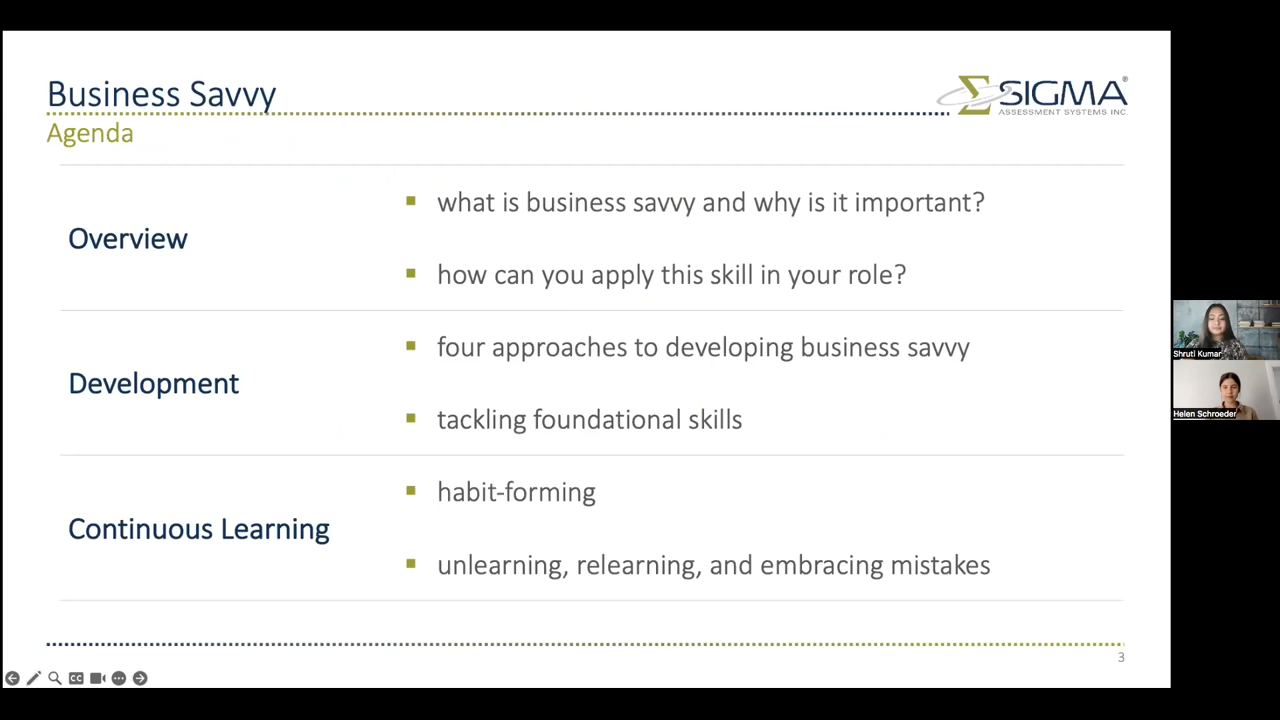 Business Savvy
SIGMA®
ASSESSMENT SYSTEMS INC.
Agenda
Overview
▪ what is business savvy and why is it important?
▪ how can you apply this skill in your role?
Development
▪ four approaches to developing business savvy
▪ tackling foundational skills
Continuous Learning
▪ habit-forming
▪ unlearning, relearning, and embracing mistakes
3
CC
Shruti Kumar
Helen Schroeder